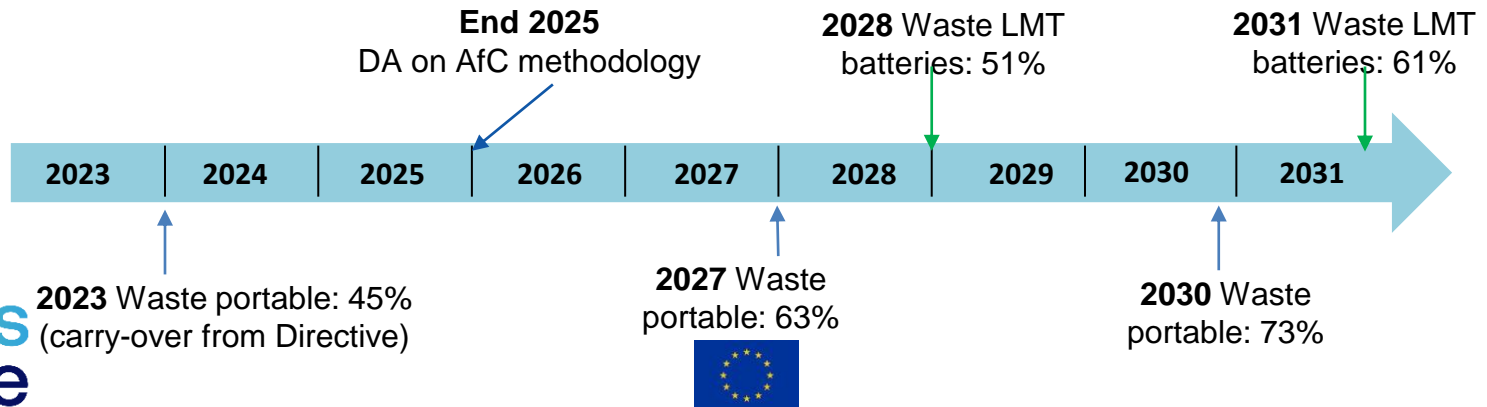 End 2025
DA on AfC methodology
2028 Waste LMT
batteries: 51%
2031 Waste LMT
batteries: 61%
2023
2024
2025
2026
2027
2028
2029
2030
2031
2023 Waste portable: 45%
(carry-over from Directive)
2027 Waste
portable: 63%
2030 Waste
portable: 73%
s
e